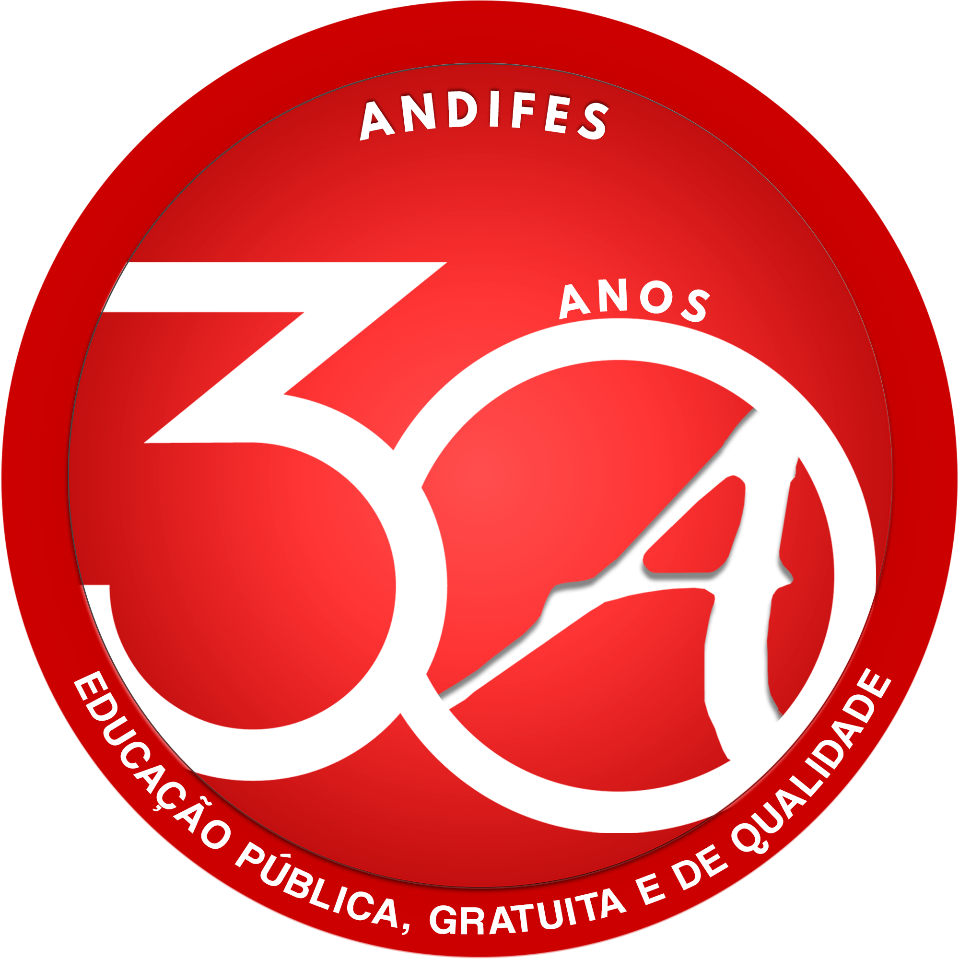 ANDIFES
30
ANOS
A
EDUCAÇÃO PÚBLICA, GRATUITA E DE QUALIDADE